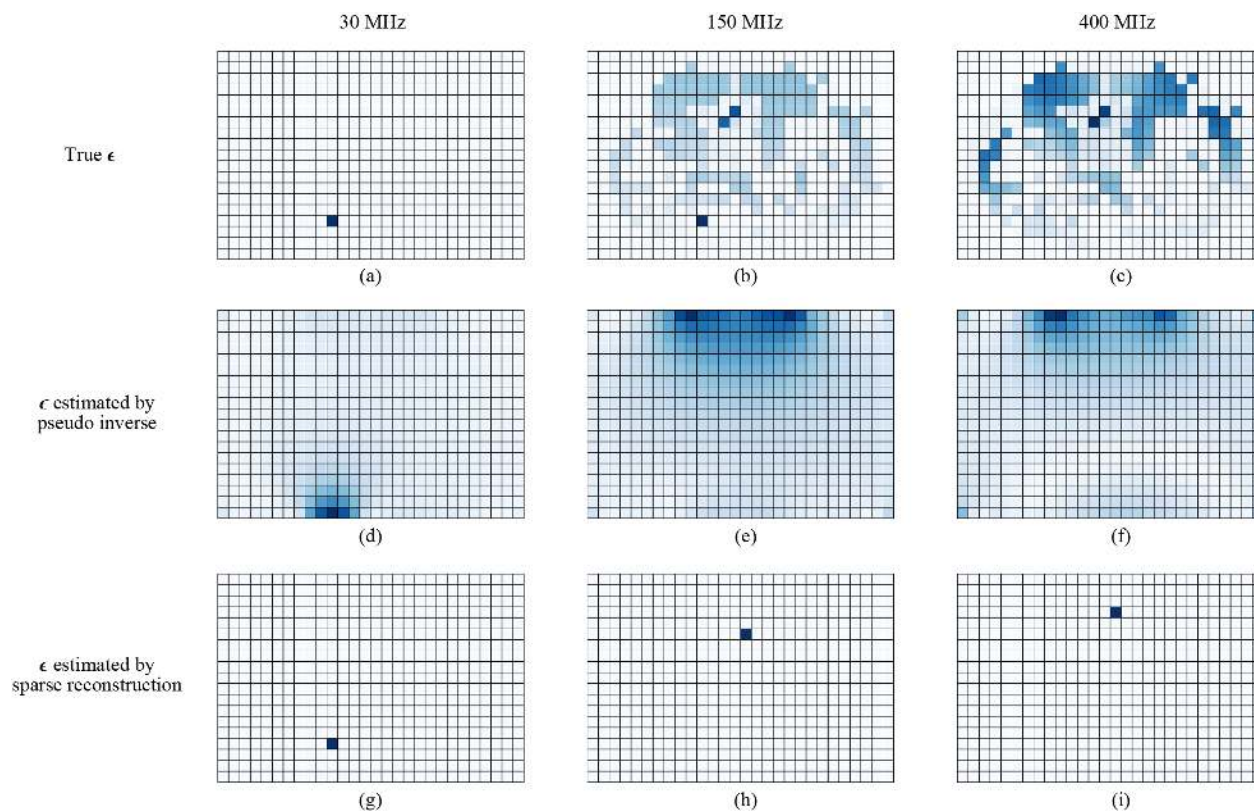 30 MHz
150 MHz
400 MHz
True ϵ
(a)
(b)
(c)
ϵ estimated by
pseudo inverse
(d)
(e)
(f)
ϵ estimated by
sparse reconstruction
(g)
(h)
(i)